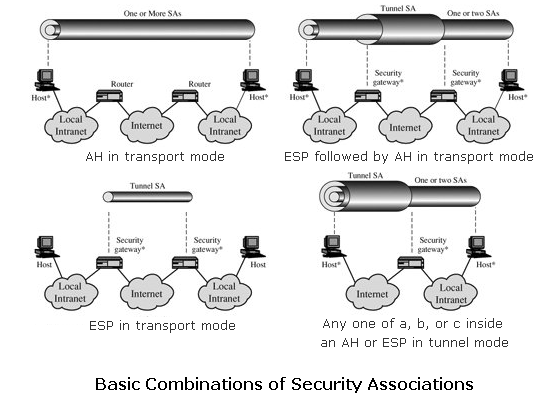 One or More SAs
Router
Router
Host*
Host*
Local
Intranet
Internet
Local
Intranet
AH in transport mode
Tunnel SA
One or two SAs
Security
gateway*
Security
gateway*
Host*
Host*
Local
Intranet
Internet
Local
Intranet
ESP followed by AH in transport mode
Tunnel SA
Security
gateway*
Security
gateway*
Host
Host
Local
Intranet
Internet
Local
Intranet
ESP in transport mode
Tunnel SA
One or two SAs
Security
gateway*
Host*
Host*
Internet
Local
Intranet
Any one of a, b, or c inside
an AH or ESP in tunnel mode
Basic Combinations of Security Associations